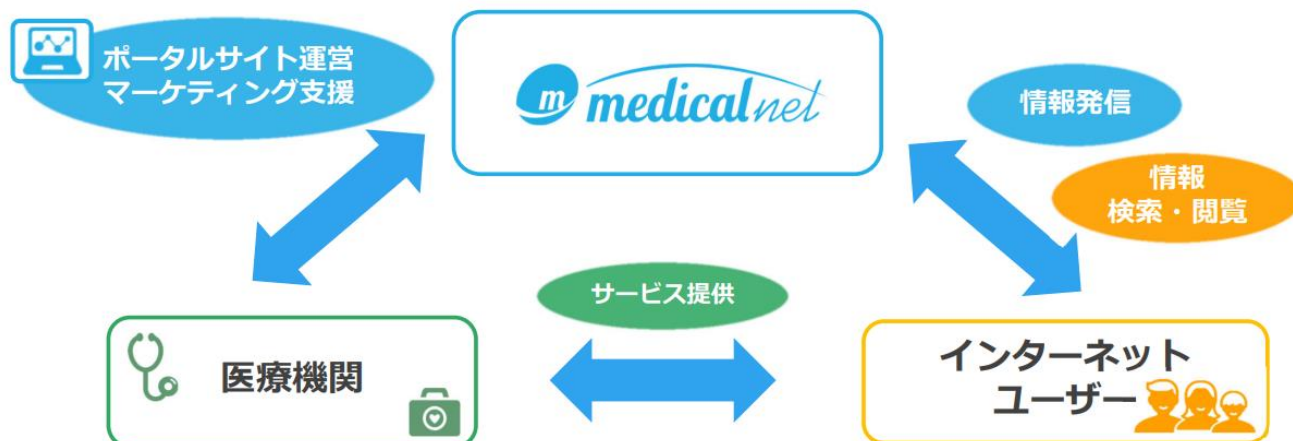 ポータルサイト運営
マーケティング支援
m medicalnet
情報発信
情報
検索・閲覧
サービス提供
医療機関
インターネット
ユーザー